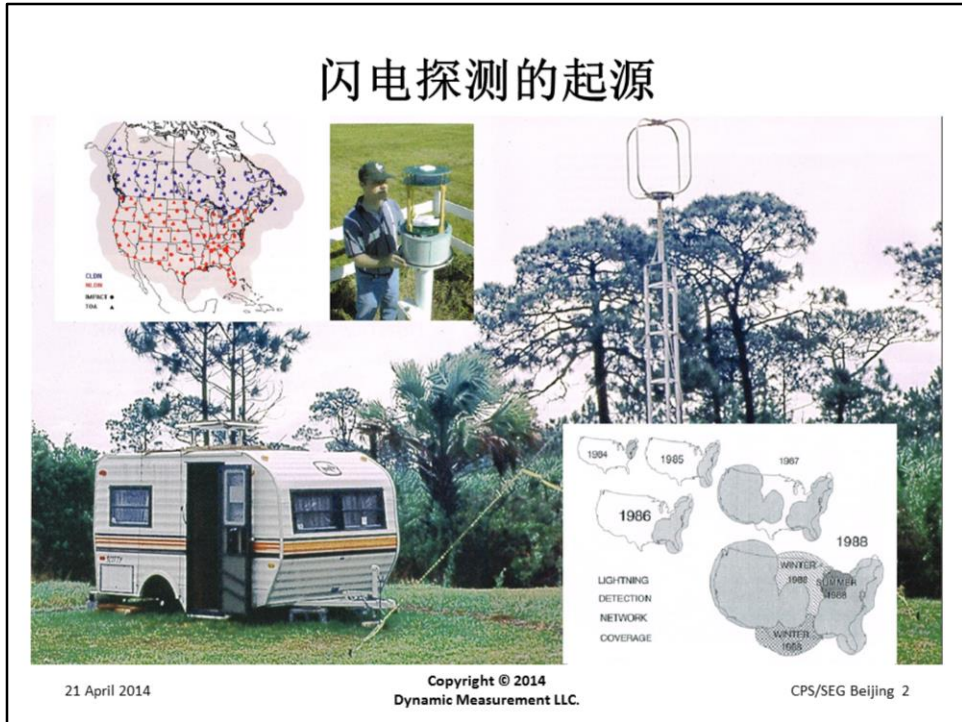 闪电探测的起源
CLDN
NLDN
IMPACT
TOA
1984
1985
1987
1986
1988
WINTER
1988
SUMMER
1988
LIGHTNING
DETECTION
NETWORK
COVERAGE
WINTER
1988
21 April 2014
Copyright © 2014
Dynamic Measurement LLC.
CPS/SEG Beijing 2